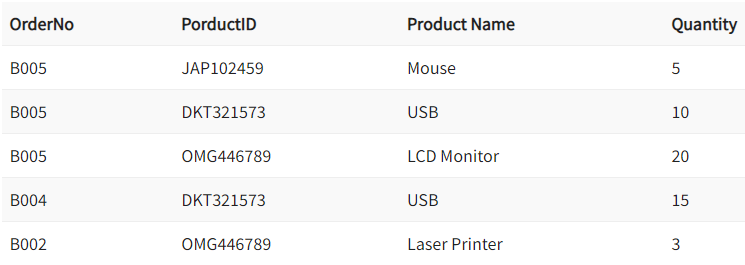 OrderNo PorductID Product Name Quantity
B005 JAP102459 Mouse 5
B005 DKT321573 USB 10
B005 OMG446789 LCD Monitor 20
B004 DKT321573 USB 15
B002 OMG446789 Laser Printer 3